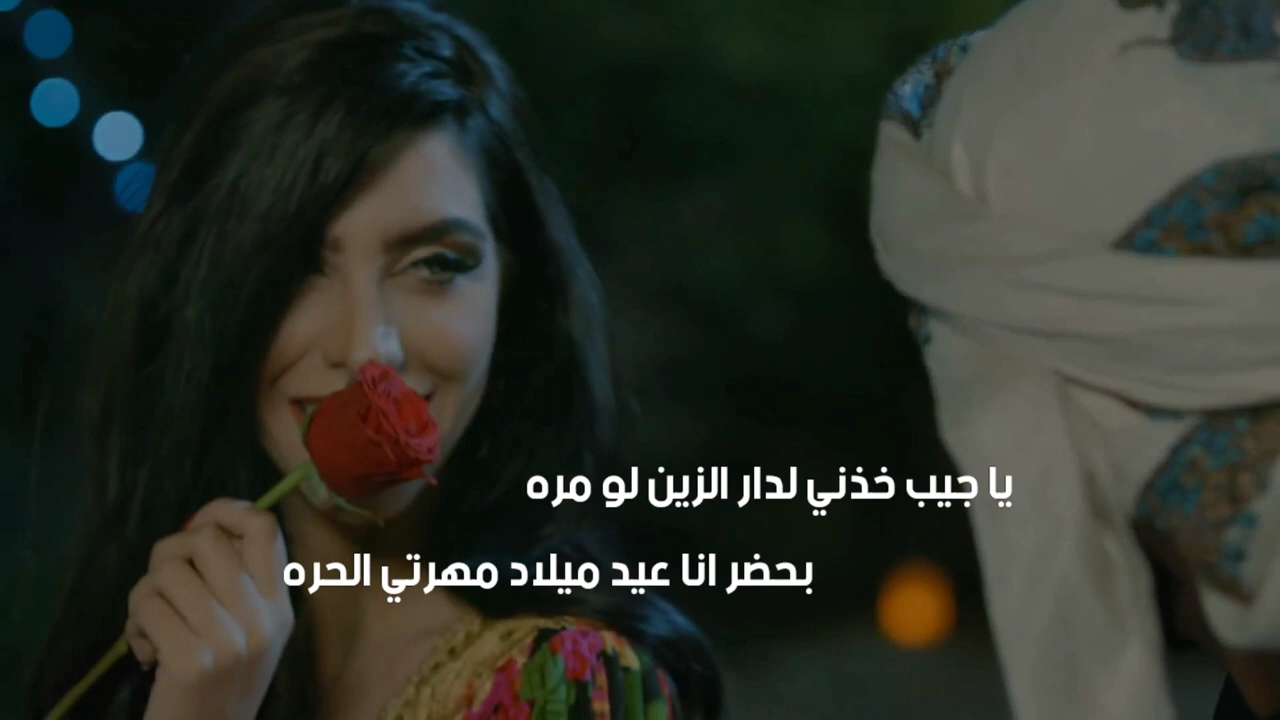 يا جيب خذني لدار الزين لو مره
بحضر انا عيد ميلاد مهرتي الحره